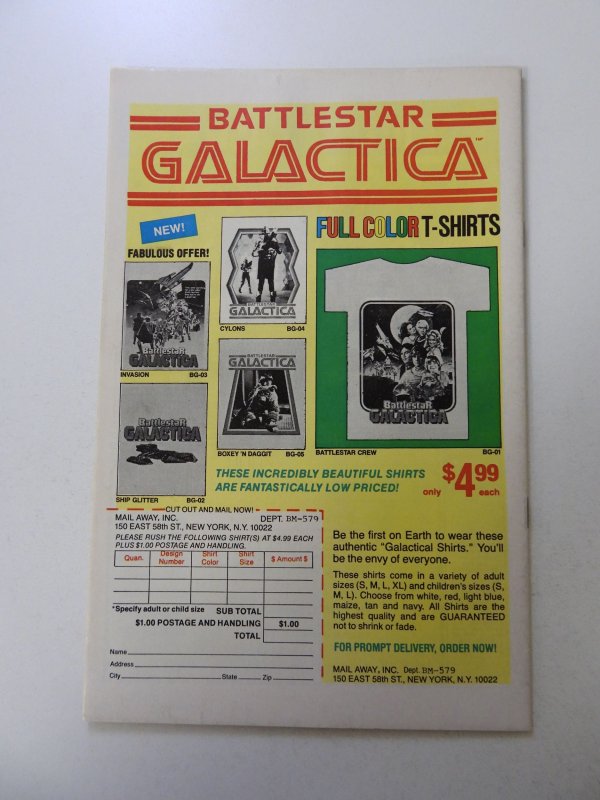 BATTLESTAR
GALACTICA™
NEW!
FABULOUS OFFER!
FULL COLOR T-SHIRTS
BATTLESTAR
GALACTICA
CYLONS BG-04
BattlestaR
GALACTICA
INVASION BG-03
BATTLESTAR
GALACTICA
BOXEY 'N DAGGIT BG-05
BattlestaR
GALACTICA
SHIP GLITTER BG-02
BattlestaR
GALACTICA
BATTLESTAR CREW BG-01
THESE INCREDIBLY BEAUTIFUL SHIRTS
ARE FANTASTICALLY LOW PRICED!
only $4.99 each
CUT OUT AND MAIL NOW!
MAIL AWAY, INC. DEPT. BM-579
150 EAST 58th ST., NEW YORK, N.Y. 10022
PLEASE RUSH THE FOLLOWING SHIRT(S) AT $4.99 EACH
PLUS $1.00 POSTAGE AND HANDLING.
Quan. Design Number Shirt Color Shirt Size $ Amount $
*Specify adult or child size SUB TOTAL
$1.00 POSTAGE AND HANDLING $1.00
TOTAL
Name
Address
City State Zip
Be the first on Earth to wear these
authentic "Galactical Shirts." You'll
be the envy of everyone.
These shirts come in a variety of adult
sizes (S, M, L, XL) and children's sizes (S,
M, L). Choose from white, red, light blue,
maize, tan and navy. All Shirts are the
highest quality and are GUARANTEED
not to shrink or fade.
FOR PROMPT DELIVERY, ORDER NOW!
MAIL AWAY, INC. Dept. BM-579
150 EAST 58th ST., NEW YORK, N.Y. 10022